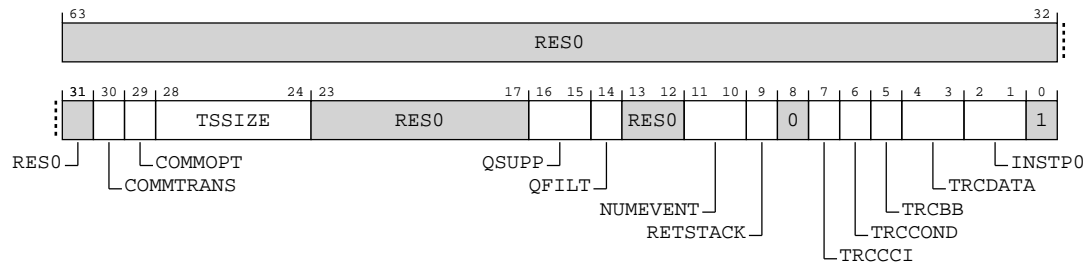 63 32
RES0
31 30 29 28 24 23 17 16 15 14 13 12 11 10 9 8 7 6 5 4 3 2 1 0
TSSIZE RES0 RES0 0 1
RES0 COMMOPT QSUPP INSTP0
COMMTRANS QFILT TRCDATA
NUMEVENT TRCBB
RETSTACK TRCCOND
TRCCCI